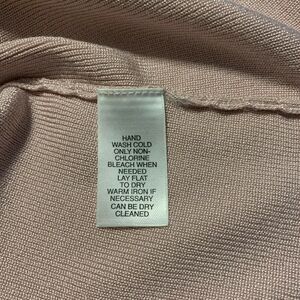 HAND
WASH COLD
ONLY NON-
CHLORINE
BLEACH WHEN
NEEDED
LAY FLAT
TO DRY
WARM IRON IF
NECESSARY
CAN BE DRY
CLEANED